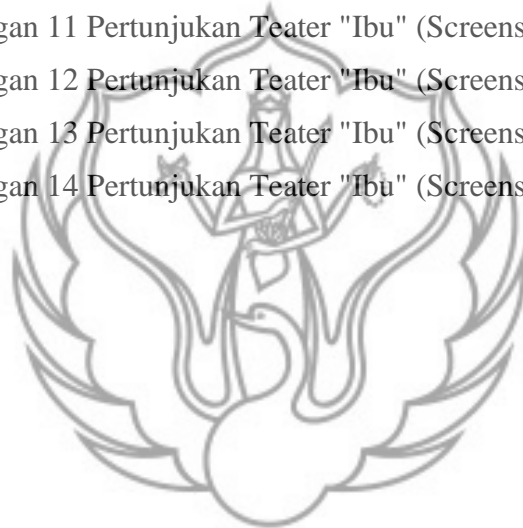 gan 11 Pertunjukan Teater "Ibu" (Screens
gan 12 Pertunjukan Teater "Ibu" (Screens
gan 13 Pertunjukan Teater "Ibu" (Screens
gan 14 Pertunjukan Teater "Ibu" (Screens